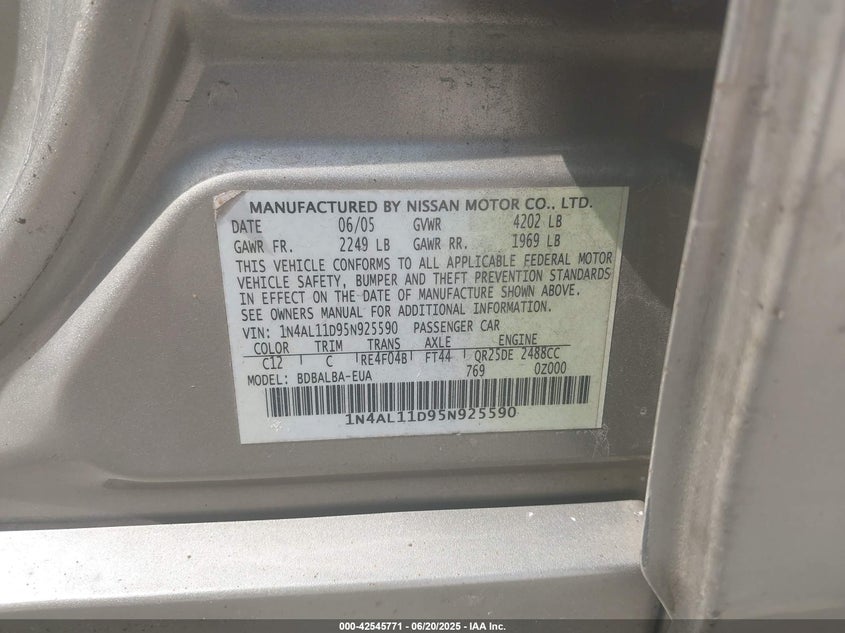 MANUFACTURED BY NISSAN MOTOR CO., LTD.
DATE 06/05 GVWR 4202 LB
GAWR FR. 2249 LB GAWR RR. 1969 LB
THIS VEHICLE CONFORMS TO ALL APPLICABLE FEDERAL MOTOR
VEHICLE SAFETY, BUMPER AND THEFT PREVENTION STANDARDS
IN EFFECT ON THE DATE OF MANUFACTURE SHOWN ABOVE.
SEE OWNERS MANUAL FOR ADDITIONAL INFORMATION.
VIN: 1N4AL11D95N925590 PASSENGER CAR
COLOR TRIM TRANS AXLE ENGINE
C12 C RE4F04B FT44 QR25DE 2488CC
MODEL: BDBALBA-EUA 769 0Z000
1N4AL11D95N925590
000-42545771 - 06/20/2025 - IAA Inc.